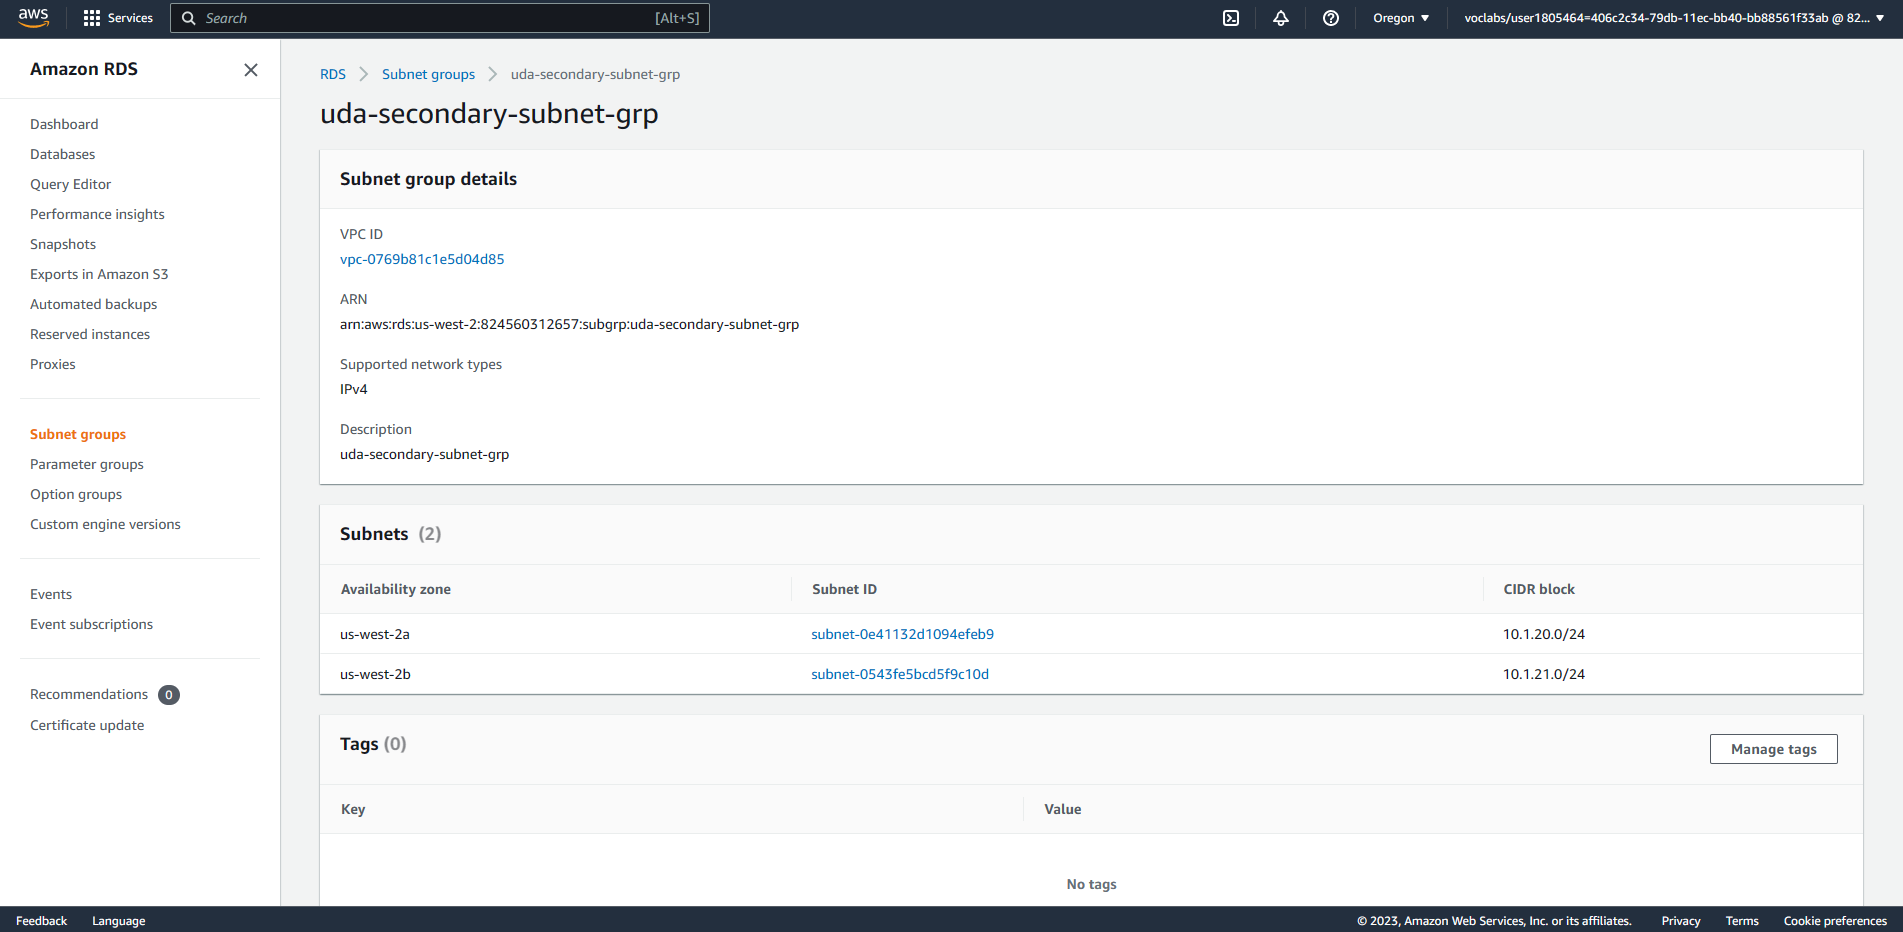 aws
Services
Search
[Alt+S]
Oregon
voclabs/user1805464=406c2c34-79db-11ec-bb40-bb88561f33ab @ 82...
Amazon RDS
Dashboard
Databases
Query Editor
Performance insights
Snapshots
Exports in Amazon S3
Automated backups
Reserved instances
Proxies
Subnet groups
Parameter groups
Option groups
Custom engine versions
Events
Event subscriptions
Recommendations 0
Certificate update
RDS > Subnet groups > uda-secondary-subnet-grp
uda-secondary-subnet-grp
Subnet group details
VPC ID
vpc-0769b81c1e5d04d85
ARN
arn:aws:rds:us-west-2:824560312657:subgrp:uda-secondary-subnet-grp
Supported network types
IPv4
Description
uda-secondary-subnet-grp
Subnets (2)
Availability zone Subnet ID CIDR block
us-west-2a subnet-0e41132d1094efeb9 10.1.20.0/24
us-west-2b subnet-0543fe5bcd5f9c10d 10.1.21.0/24
Tags (0)
Manage tags
Key Value
No tags
Feedback Language
© 2023, Amazon Web Services, Inc. or its affiliates. Privacy Terms Cookie preferences